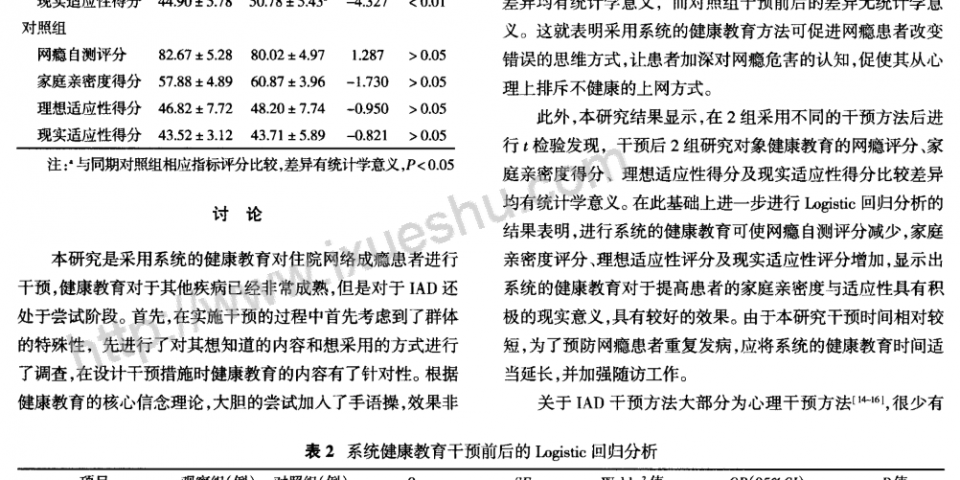 现实适应性得分 44.90±5.78 50.78±5.43ᵃ -4.327 <0.01
对照组
网瘾自测评分 82.67±5.28 80.02±4.97 1.287 >0.05
家庭亲密度得分 57.88±4.89 60.87±3.96 -1.730 >0.05
理想适应性得分 46.82±7.72 48.20±7.74 -0.950 >0.05
现实适应性得分 43.52±3.12 43.71±5.89 -0.821 >0.05
注:ᵃ与同期对照组相应指标评分比较,差异有统计学意义,P<0.05
讨 论
本研究是采用系统的健康教育对住院网络成瘾患者进行
干预,健康教育对于其他疾病已经非常成熟,但是对于 IAD 还
处于尝试阶段。首先,在实施干预的过程中首先考虑到了群体
的特殊性，先进行了对其想知道的内容和想采用的方式进行
了调查,在设计干预措施时健康教育的内容有了针对性。根据
健康教育的核心信念理论,大胆的尝试加入了手语操,效果非
差异均有统计学意义，而对照组干预前后的差异无统计学意
义。这就表明采用系统的健康教育方法可促进网瘾患者改变
错误的思维方式,让患者加深对网瘾危害的认知,促使其从心
理上排斥不健康的上网方式。
此外,本研究结果显示,在 2 组采用不同的干预方法后进
行 t 检验发现，干预后 2 组研究对象健康教育的网瘾评分、家
庭亲密度得分、理想适应性得分及现实适应性得分比较差异
均有统计学意义。在此基础上进一步进行 Logistic 回归分析的
结果表明,进行系统的健康教育可使网瘾自测评分减少,家庭
亲密度评分、理想适应性评分及现实适应性评分增加,显示出
系统的健康教育对于提高患者的家庭亲密度与适应性具有积
极的现实意义,具有较好的效果。由于本研究干预时间相对较
短,为了预防网瘾患者重复发病,应将系统的健康教育时间适
当延长,并加强随访工作。
关于 IAD 干预方法大部分为心理干预方法[14-16],很少有
表 2 系统健康教育干预前后的 Logistic 回归分析
http://www.ixueshu.com